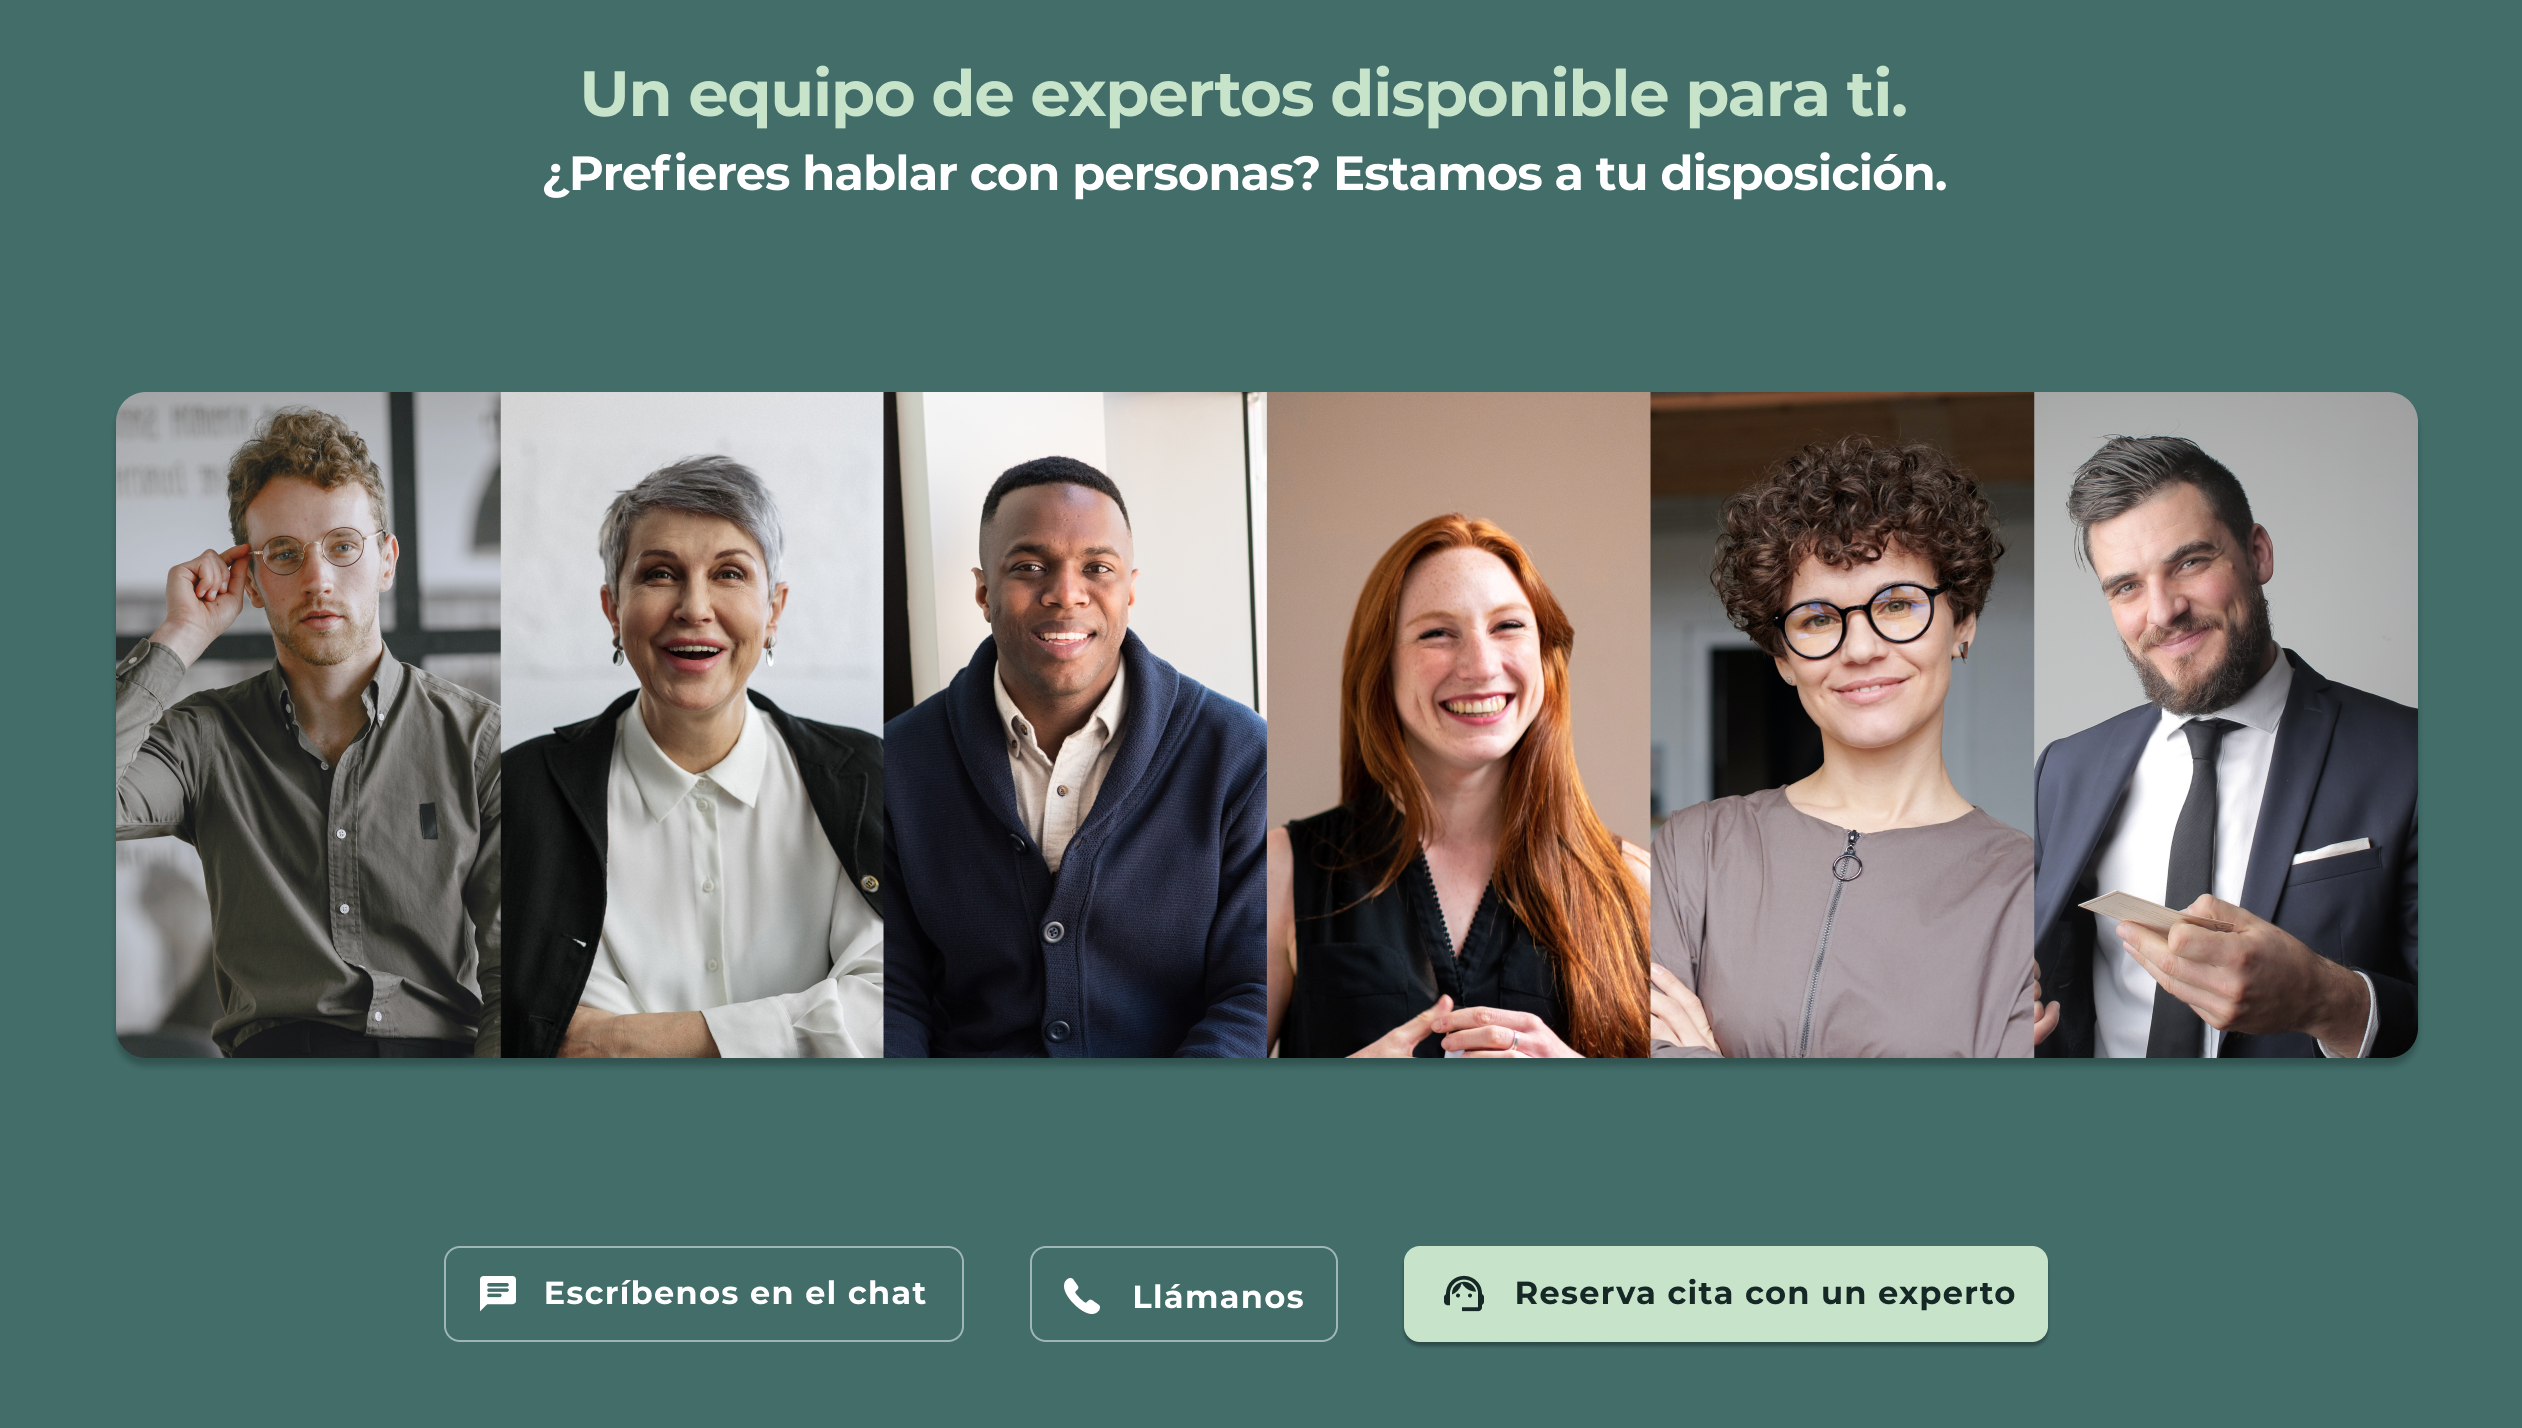 Un equipo de expertos disponible para ti.
¿Prefieres hablar con personas? Estamos a tu disposición.
Escríbenos en el chat
Llámanos
Reserva cita con un experto